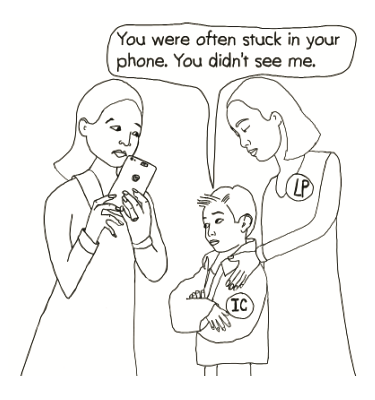 You were often stuck in your
phone. You didn't see me.
LP
IC